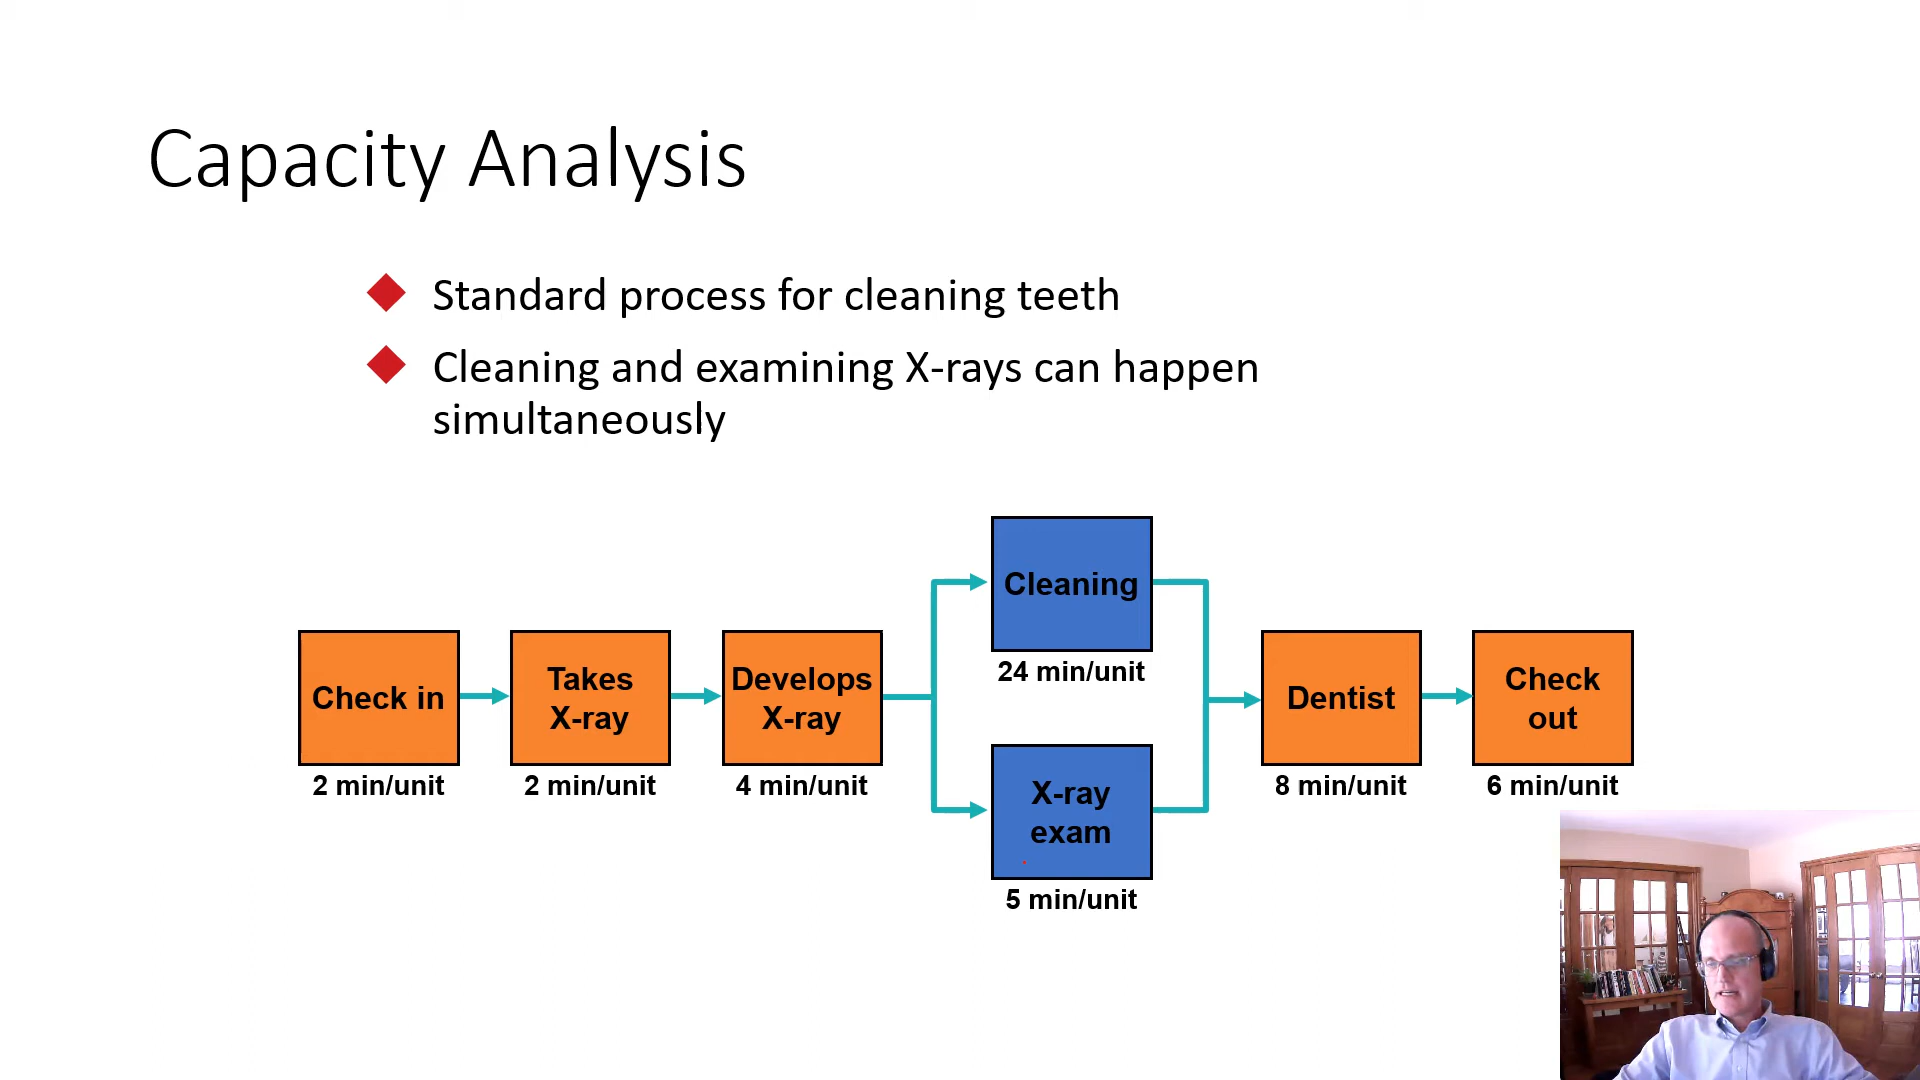 Capacity Analysis
Standard process for cleaning teeth
Cleaning and examining X-rays can happen
simultaneously
Check in
2 min/unit
Takes
X-ray
2 min/unit
Develops
X-ray
4 min/unit
Cleaning
24 min/unit
X-ray
exam
5 min/unit
Dentist
8 min/unit
Check
out
6 min/unit